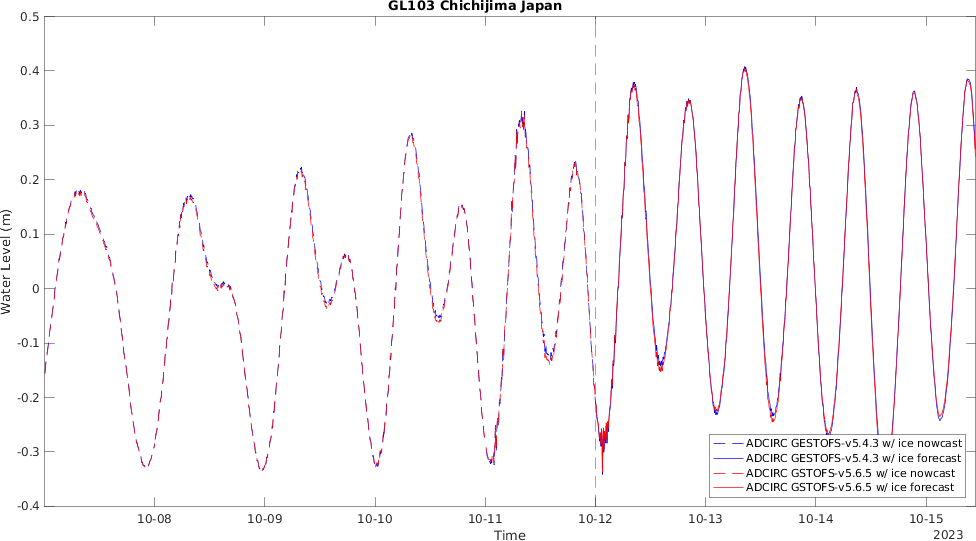 GL103 Chichijima Japan
0.5
0.4
0.3
0.2
0.1
0
-0.1
-0.2
-0.3
-0.4
Water Level (m)
ADCIRC GESTOFS-v5.4.3 w/ ice nowcast
ADCIRC GESTOFS-v5.4.3 w/ ice forecast
ADCIRC GSTOFS-v5.6.5 w/ ice nowcast
ADCIRC GSTOFS-v5.6.5 w/ ice forecast
10-08 10-09 10-10 10-11 10-12 10-13 10-14 10-15
Time
2023